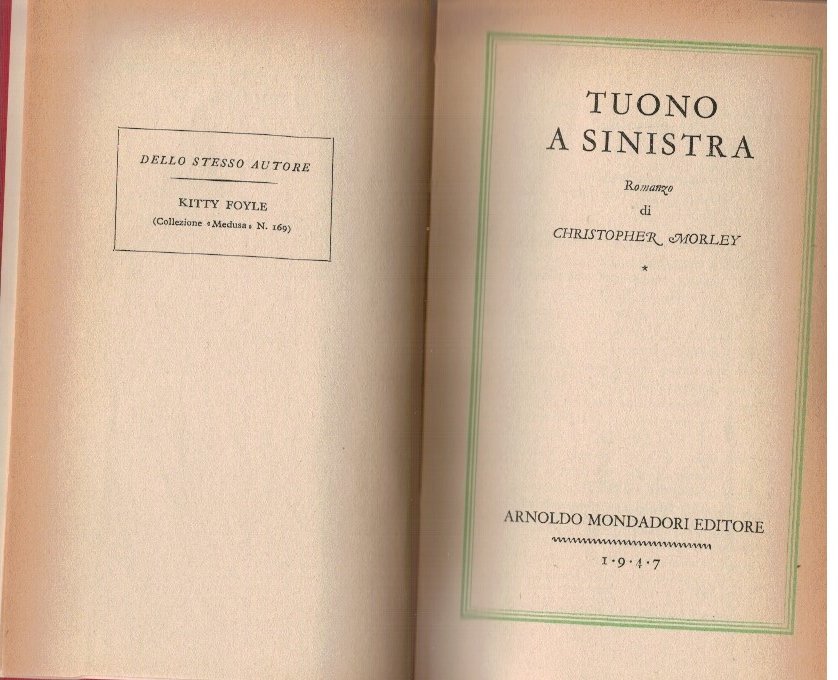 DELLO STESSO AUTORE
KITTY FOYLE
(Collezione «Medusa» N. 169)
TUONO
A SINISTRA
Romanzo
di
CHRISTOPHER MORLEY
*
ARNOLDO MONDADORI EDITORE
1·9·4·7